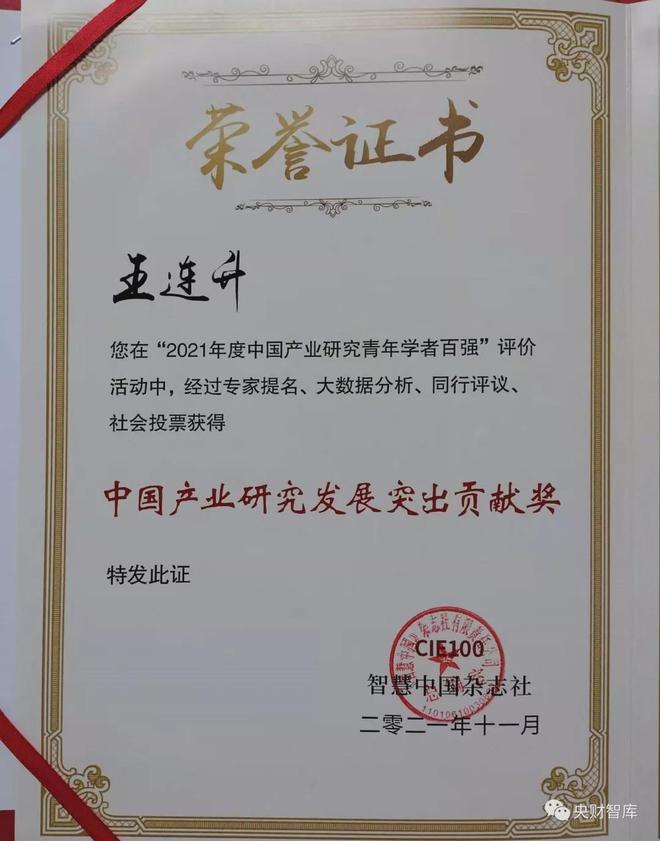 荣誉证书
王连升
您在“2021年度中国产业研究青年学者百强”评价
活动中，经过专家提名、大数据分析、同行评议、
社会投票获得
中国产业研究发展突出贡献奖
特发此证
CIE100
智慧中国杂志社
二零二一年十一月
央财智库